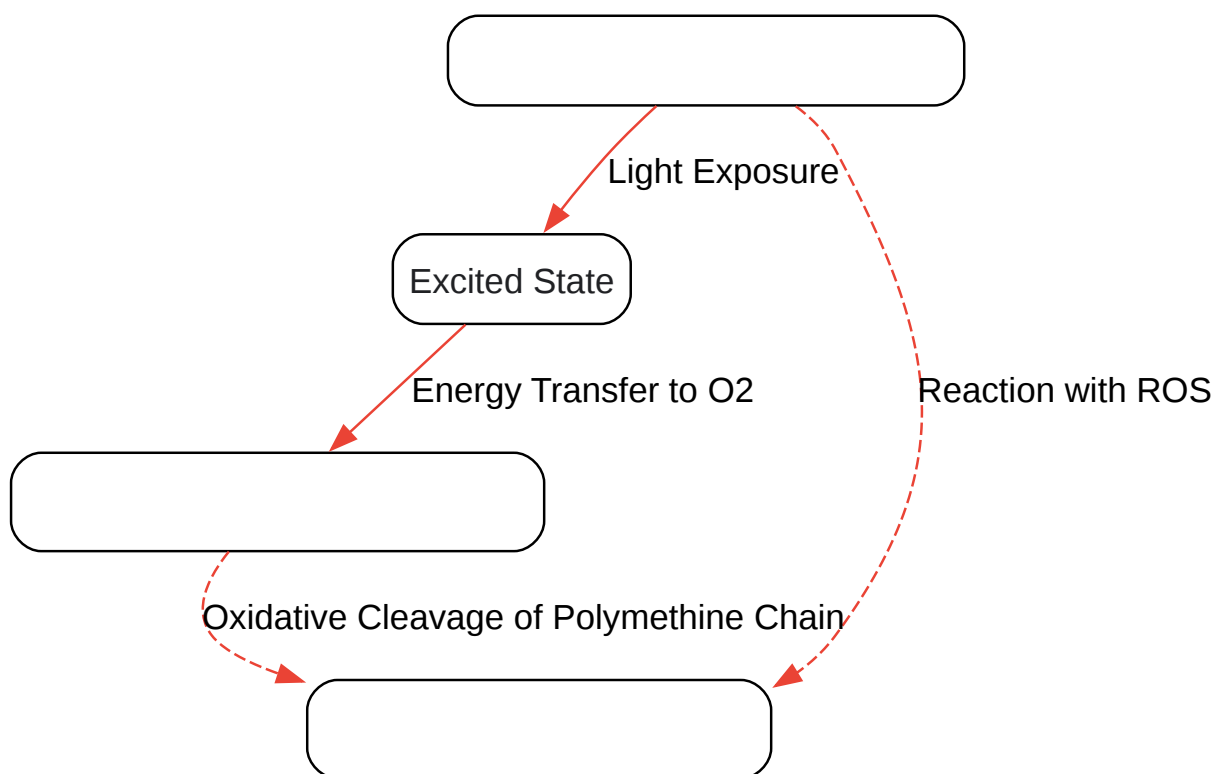 Light Exposure
Excited State
Energy Transfer to O2
Reaction with ROS
Oxidative Cleavage of Polymethine Chain